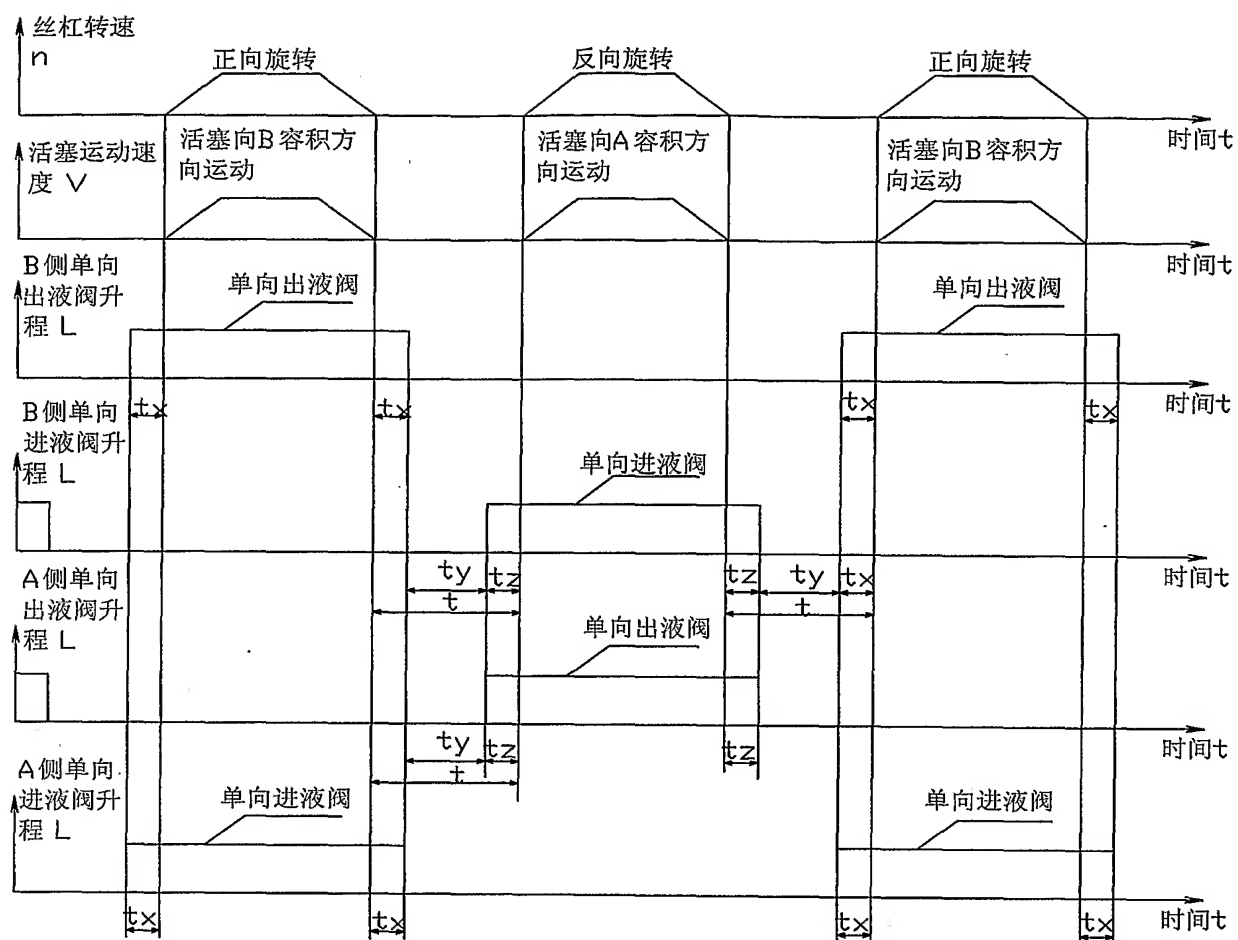 丝杠转速
n
正向旋转
反向旋转
正向旋转
时间t
活塞运动速
度 V
活塞向B容积方
向运动
活塞向A容积方
向运动
活塞向B容积方
向运动
时间t
B侧单向
出液阀升
程 L
单向出液阀
单向出液阀
时间t
tx
tx
tx
tx
B侧单向
进液阀升
程 L
单向进液阀
时间t
ty
tz
t
tz
ty
tx
t
A侧单向
出液阀升
程 L
单向出液阀
时间t
ty
tz
t
tz
A侧单向
进液阀升
程 L
单向进液阀
单向进液阀
时间t
tx
tx
tx
tx